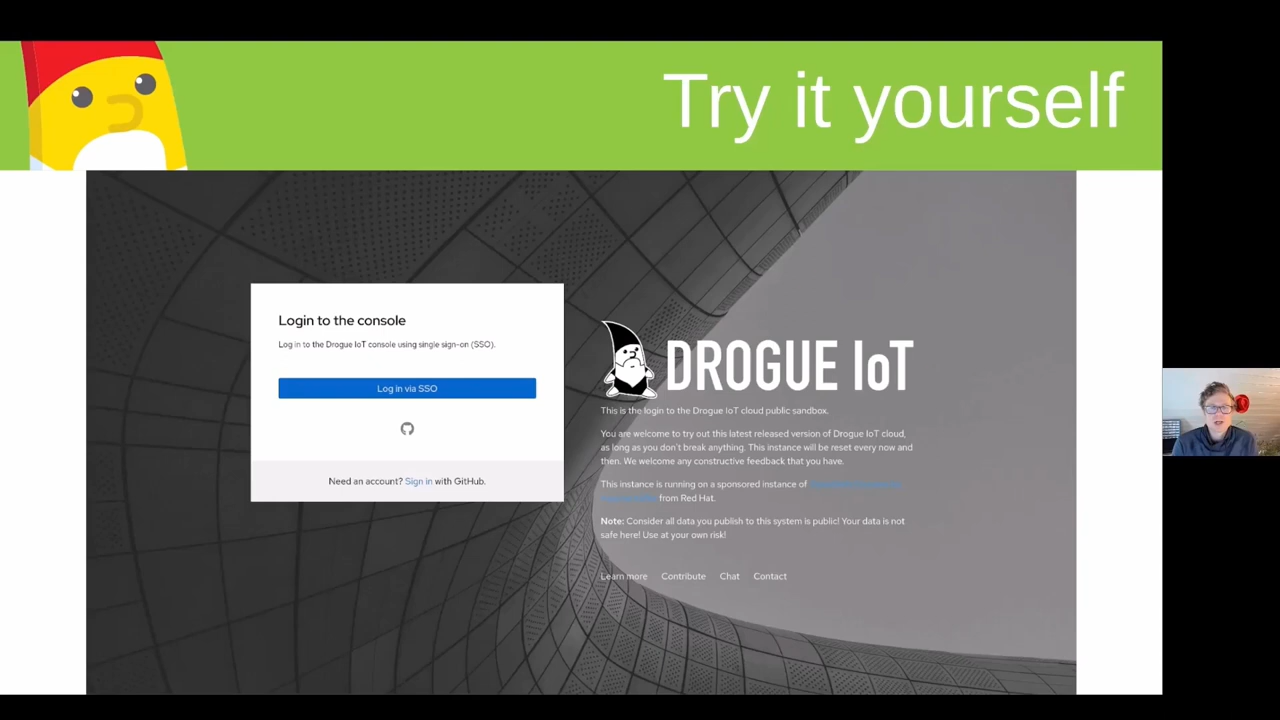 Try it yourself
Login to the console
Log in to the Drogue IoT console using single sign-on (SSO).
Log in via SSO
Need an account? Sign in with GitHub.
DROGUE IoT
This is the login to the Drogue IoT cloud public sandbox.
You are welcome to try out this latest released version of Drogue IoT cloud,
as long as you don't break anything. This instance will be reset every now and
then. We welcome any constructive feedback that you have.
This instance is running on a sponsored instance of
from Red Hat.
Note: Consider all data you publish to this system is public! Your data is not
safe here! Use at your own risk!
Learn more Contribute Chat Contact